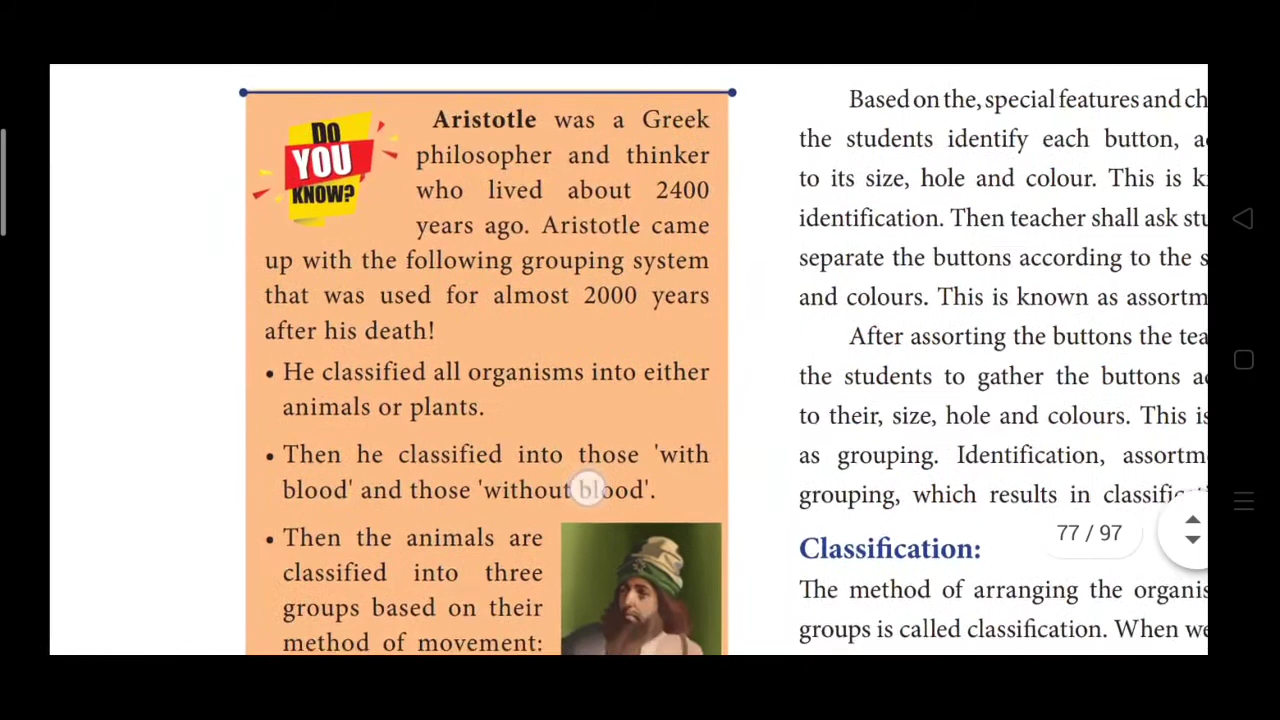 DO
YOU
KNOW?
Aristotle was a Greek
philosopher and thinker
who lived about 2400
years ago. Aristotle came
up with the following grouping system
that was used for almost 2000 years
after his death!
• He classified all organisms into either
animals or plants.
• Then he classified into those 'with
blood' and those 'without blood'.
• Then the animals are
classified into three
groups based on their
method of movement:
Based on the, special features and
the students identify each button,
to its size, hole and colour. This is
identification. Then teacher shall ask
separate the buttons according to the
and colours. This is known as
After assorting the buttons the
the students to gather the buttons
to their, size, hole and colours. This is
as grouping. Identification,
grouping, which results in
77 / 97
Classification:
The method of arranging the
groups is called classification. When we